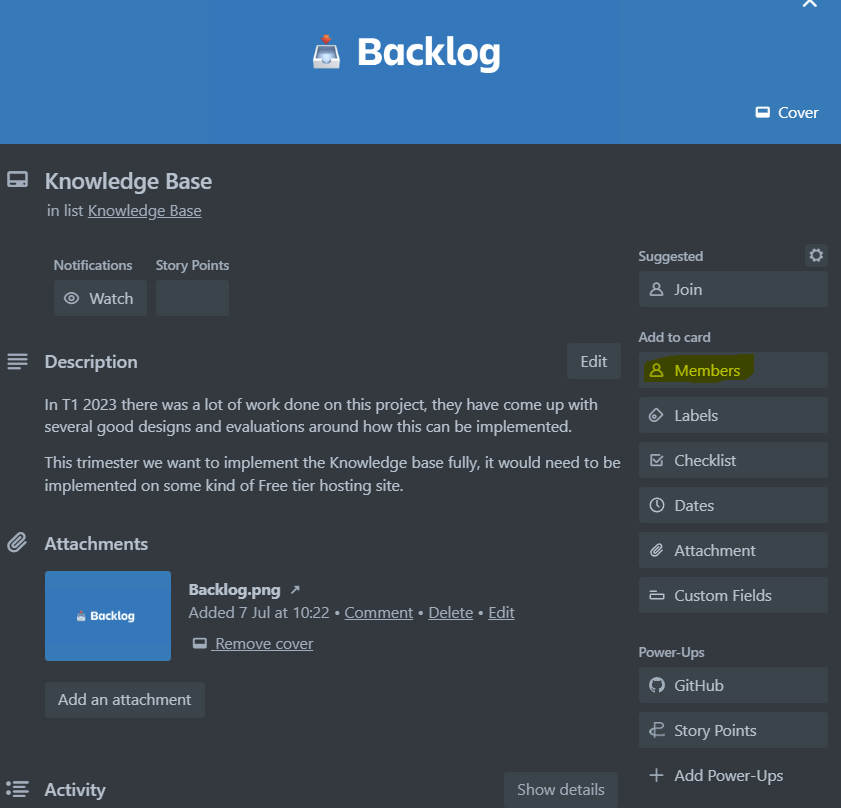 Backlog
Cover
Knowledge Base
in list Knowledge Base
Notifications
Story Points
Watch
Description
Edit
In T1 2023 there was a lot of work done on this project, they have come up with
several good designs and evaluations around how this can be implemented.
This trimester we want to implement the Knowledge base fully, it would need to be
implemented on some kind of Free tier hosting site.
Attachments
Backlog
Backlog.png ↗
Added 7 Jul at 10:22 • Comment • Delete • Edit
Remove cover
Add an attachment
Activity
Show details
Suggested
Join
Add to card
Members
Labels
Checklist
Dates
Attachment
Custom Fields
Power-Ups
GitHub
Story Points
Add Power-Ups